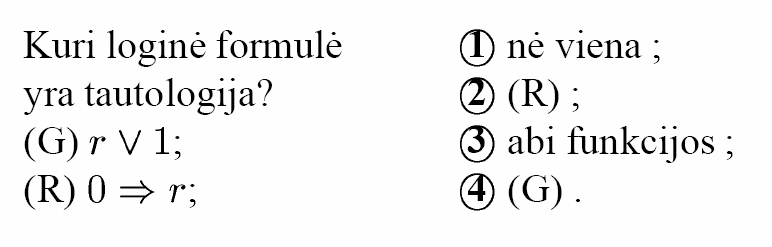 Kuri loginė formulė
yra tautologija?
(G) r ∨ 1;
(R) 0 ⇒ r;
① nė viena ;
② (R) ;
③ abi funkcijos ;
④ (G) .